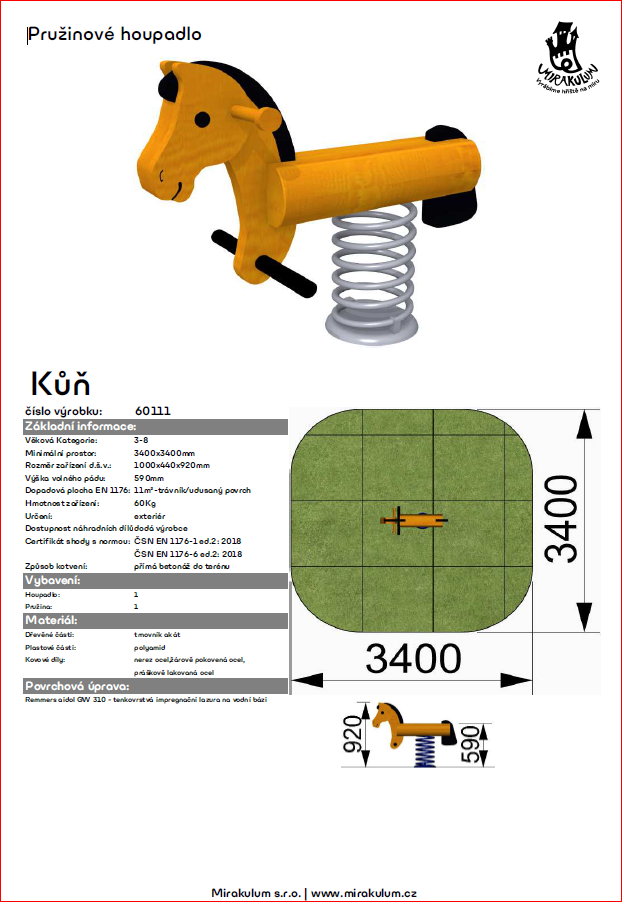 Pružinové houpadlo
MIRAKULUM
Vyrábíme hřiště na míru
Kůň
číslo výrobku: 60111
Základní informace:
Věková Kategorie: 3-8
Minimální prostor: 3400x3400mm
Rozměr zařízení d.š.v.: 1000x440x920mm
Výška volného pádu: 590mm
Dopadová plocha EN 1176: 11m²-trávník/udusaný povrch
Hmotnost zařízení: 60Kg
Určení: exteriér
Dostupnost náhradních dílů:dodá výrobce
Certifikát shody s normou: ČSN EN 1176-1 ed.2: 2018
ČSN EN 1176-6 ed.2: 2018
Způsob kotvení: přímá betonáž do terénu
Vybavení:
Houpadlo: 1
Pružina: 1
Materiál:
Dřevěné části: trnovník akát
Plastové části: polyamid
Kovové díly: nerez ocel,žárově pokovená ocel,
práškově lakovaná ocel
Povrchová úprava:
Remmers aidol GW 310 - tenkovrstvá impregnační lazura na vodní bázi
3400
3400
920
590
Mirakulum s.r.o. | www.mirakulum.cz